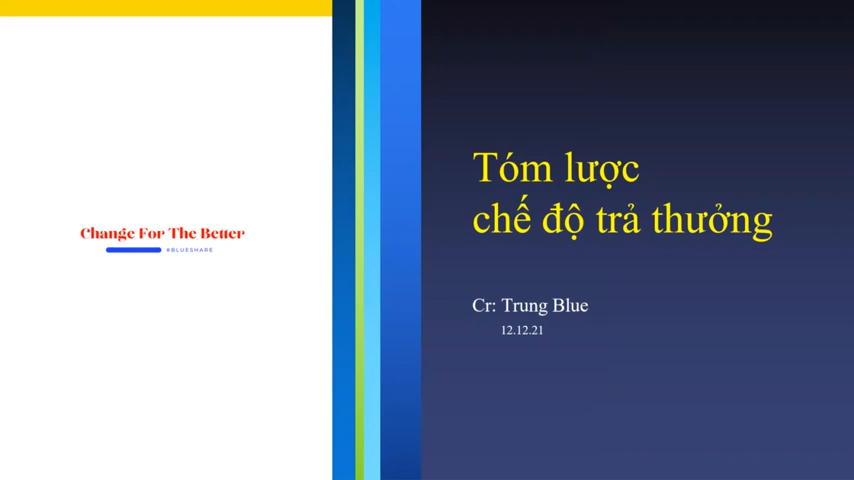 Change For The Better
#BLUESHARE
Tóm lược
chế độ trả thưởng
Cr: Trung Blue
12.12.21